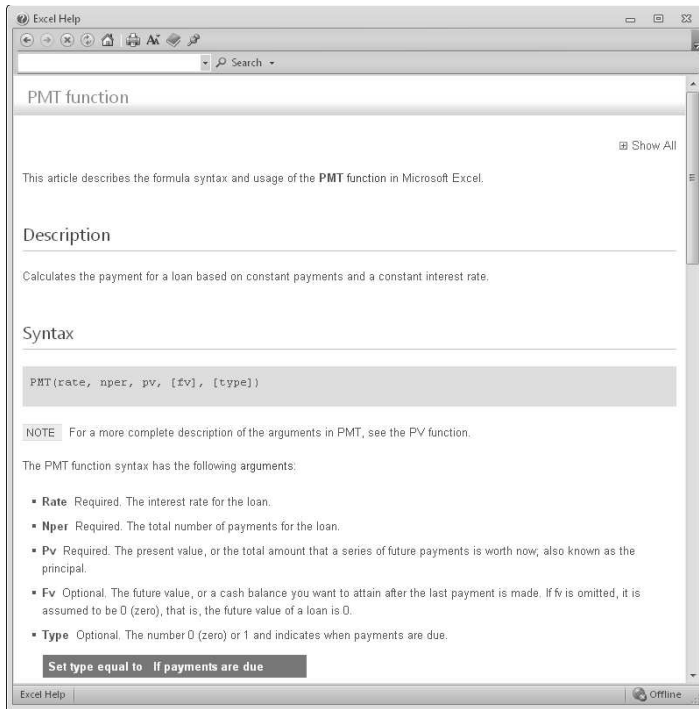 Excel Help
Search
PMT function
Show All
This article describes the formula syntax and usage of the PMT function in Microsoft Excel.
Description
Calculates the payment for a loan based on constant payments and a constant interest rate.
Syntax
PMT(rate, nper, pv, [fv], [type])
NOTE For a more complete description of the arguments in PMT, see the PV function.
The PMT function syntax has the following arguments:
▪ Rate Required. The interest rate for the loan.
▪ Nper Required. The total number of payments for the loan.
▪ Pv Required. The present value, or the total amount that a series of future payments is worth now; also known as the
principal.
▪ Fv Optional. The future value, or a cash balance you want to attain after the last payment is made. If fv is omitted, it is
assumed to be 0 (zero), that is, the future value of a loan is 0.
▪ Type Optional. The number 0 (zero) or 1 and indicates when payments are due.
Set type equal to If payments are due
Excel Help Offline